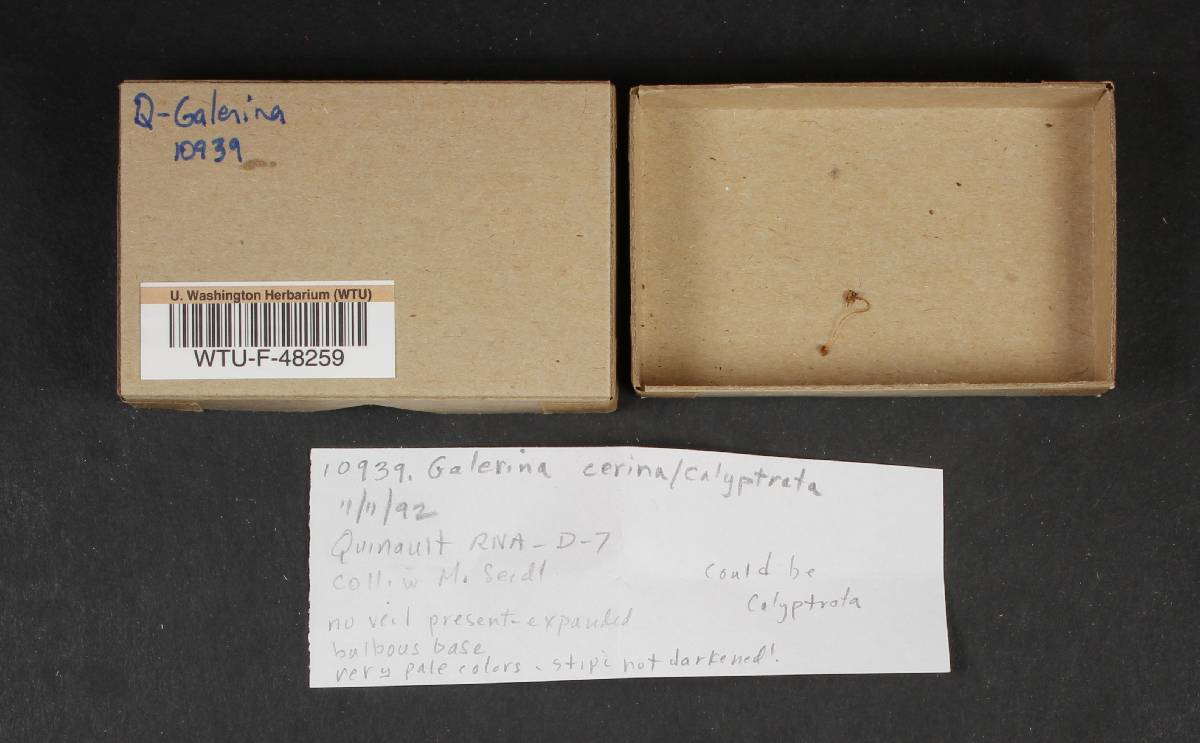 Q-Galerina
10939
U. Washington Herbarium (WTU)
WTU-F-48259
10939. Galerina cerina/calyptrata
11/11/92
Quinault RNA - D-7
Coll. M. Seidl
could be
Calyptrata
no veil present-expanded
bulbous base
very pale colors. stipe not darkened!